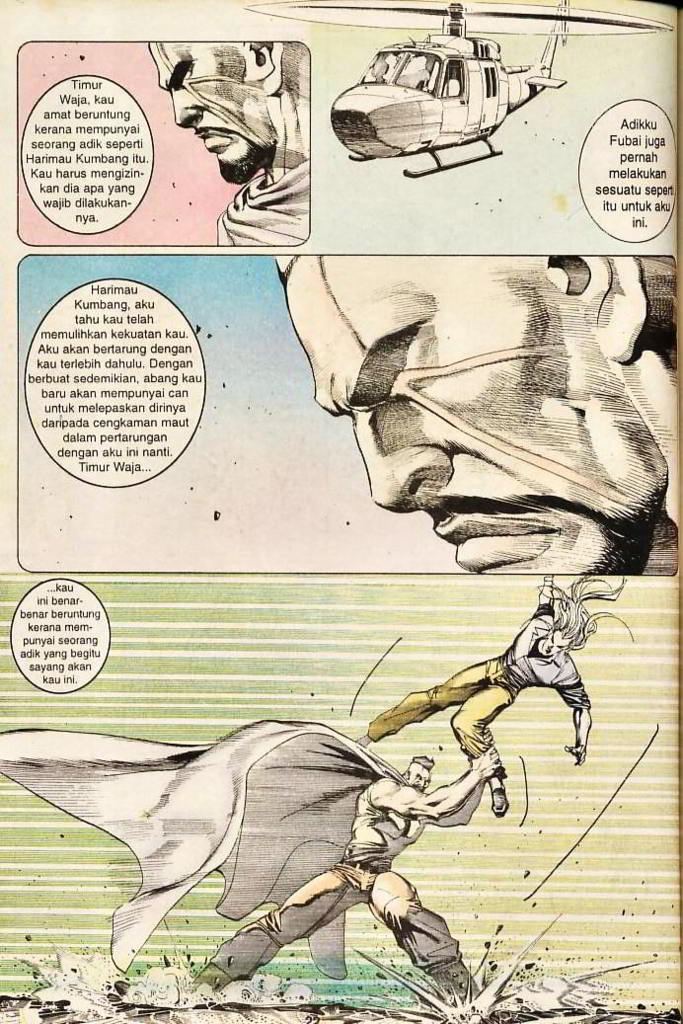 Timur
Waja, kau
amat beruntung
kerana mempunyai
seorang adik seperti
Harimau Kumbang itu.
Kau harus mengizin-
kan dia apa yang
wajib dilakukan-
nya.
Adikku
Fubai juga
pernah
melakukan
sesuatu seperti
itu untuk aku
ini.
Harimau
Kumbang, aku
tahu kau telah
memulihkan kekuatan kau.
Aku akan bertarung dengan
kau terlebih dahulu. Dengan
berbuat sedemikian, abang kau
baru akan mempunyai can
untuk melepaskan dirinya
daripada cengkaman maut
dalam pertarungan
dengan aku ini nanti.
Timur Waja...
...kau
ini benar-
benar beruntung
kerana mem-
punyai seorang
adik yang begitu
sayang akan
kau ini.